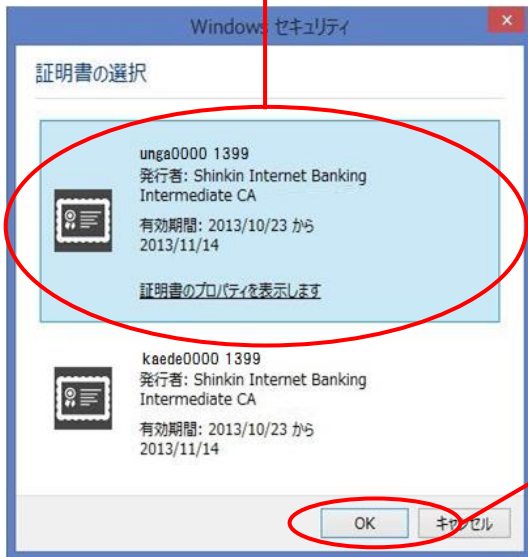 Windows セキュリティ
証明書の選択
unga0000 1399
発行者: Shinkin Internet Banking
Intermediate CA
有効期間: 2013/10/23 から
2013/11/14
証明書のプロパティを表示します
kaede0000 1399
発行者: Shinkin Internet Banking
Intermediate CA
有効期間: 2013/10/23 から
2013/11/14
OK
キャンセル